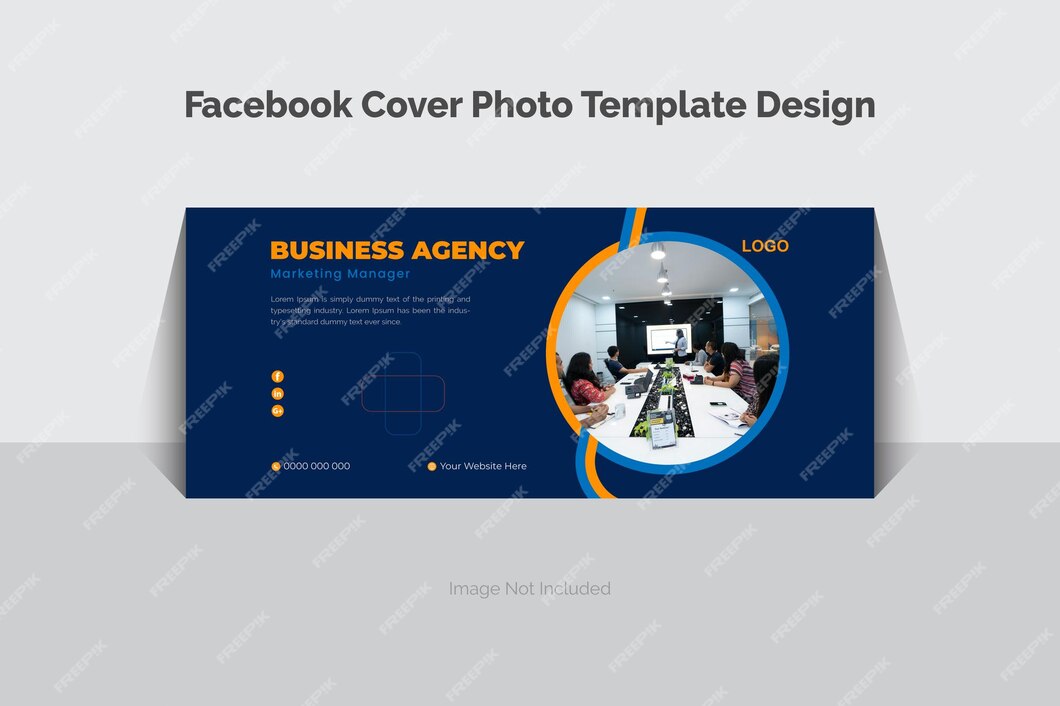 Facebook Cover Photo Template Design
BUSINESS AGENCY
Marketing Manager
Lorem Ipsum is simply dummy text of the printing and
typesetting industry. Lorem Ipsum has been the indus-
try's standard dummy text ever since.
f
in
G+
0000 000 000
Your Website Here
LOGO
Image Not Included
FREEPIK